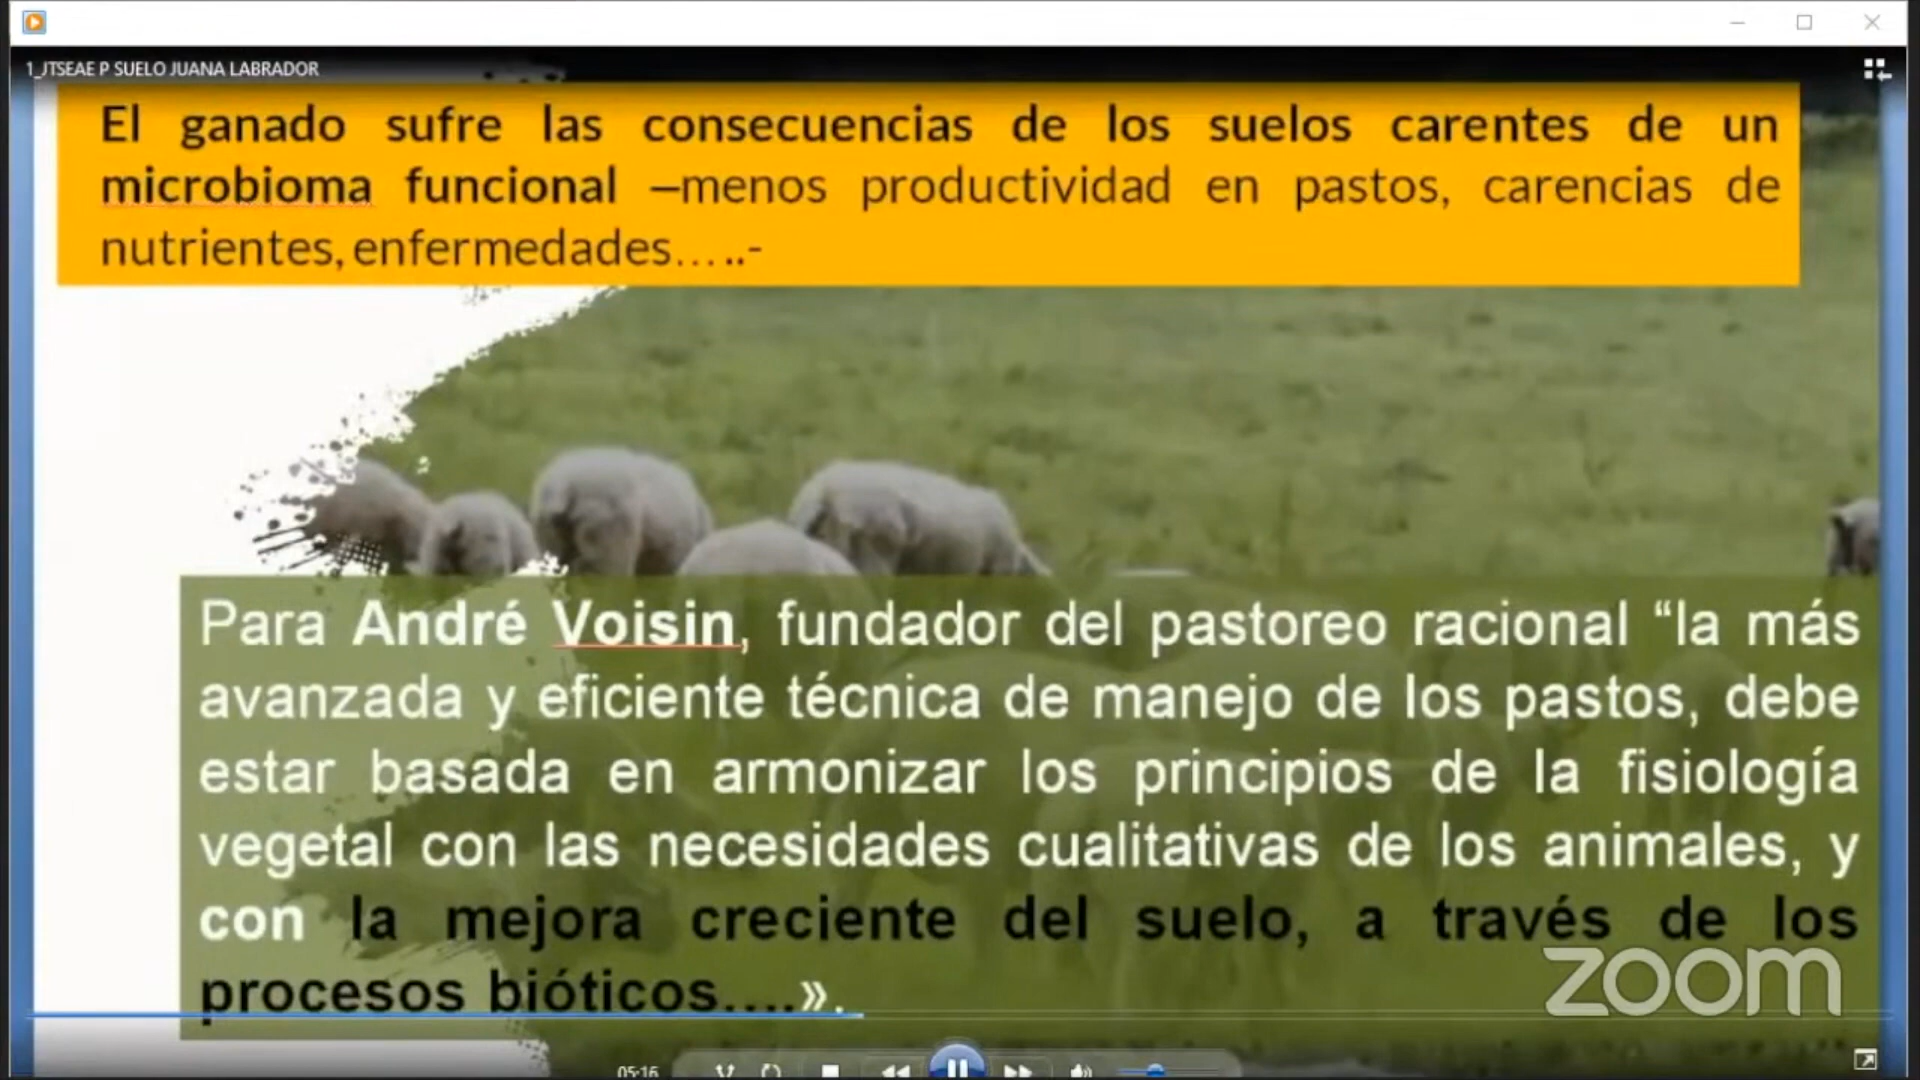 1_JTSEAE P SUELO JUANA LABRADOR
El ganado sufre las consecuencias de los suelos carentes de un
microbioma funcional –menos productividad en pastos, carencias de
nutrientes, enfermedades…..-
Para André Voisin, fundador del pastoreo racional “la más
avanzada y eficiente técnica de manejo de los pastos, debe
estar basada en armonizar los principios de la fisiología
vegetal con las necesidades cualitativas de los animales, y
con la mejora creciente del suelo, a través de los
procesos bióticos….».
zoom
05:16